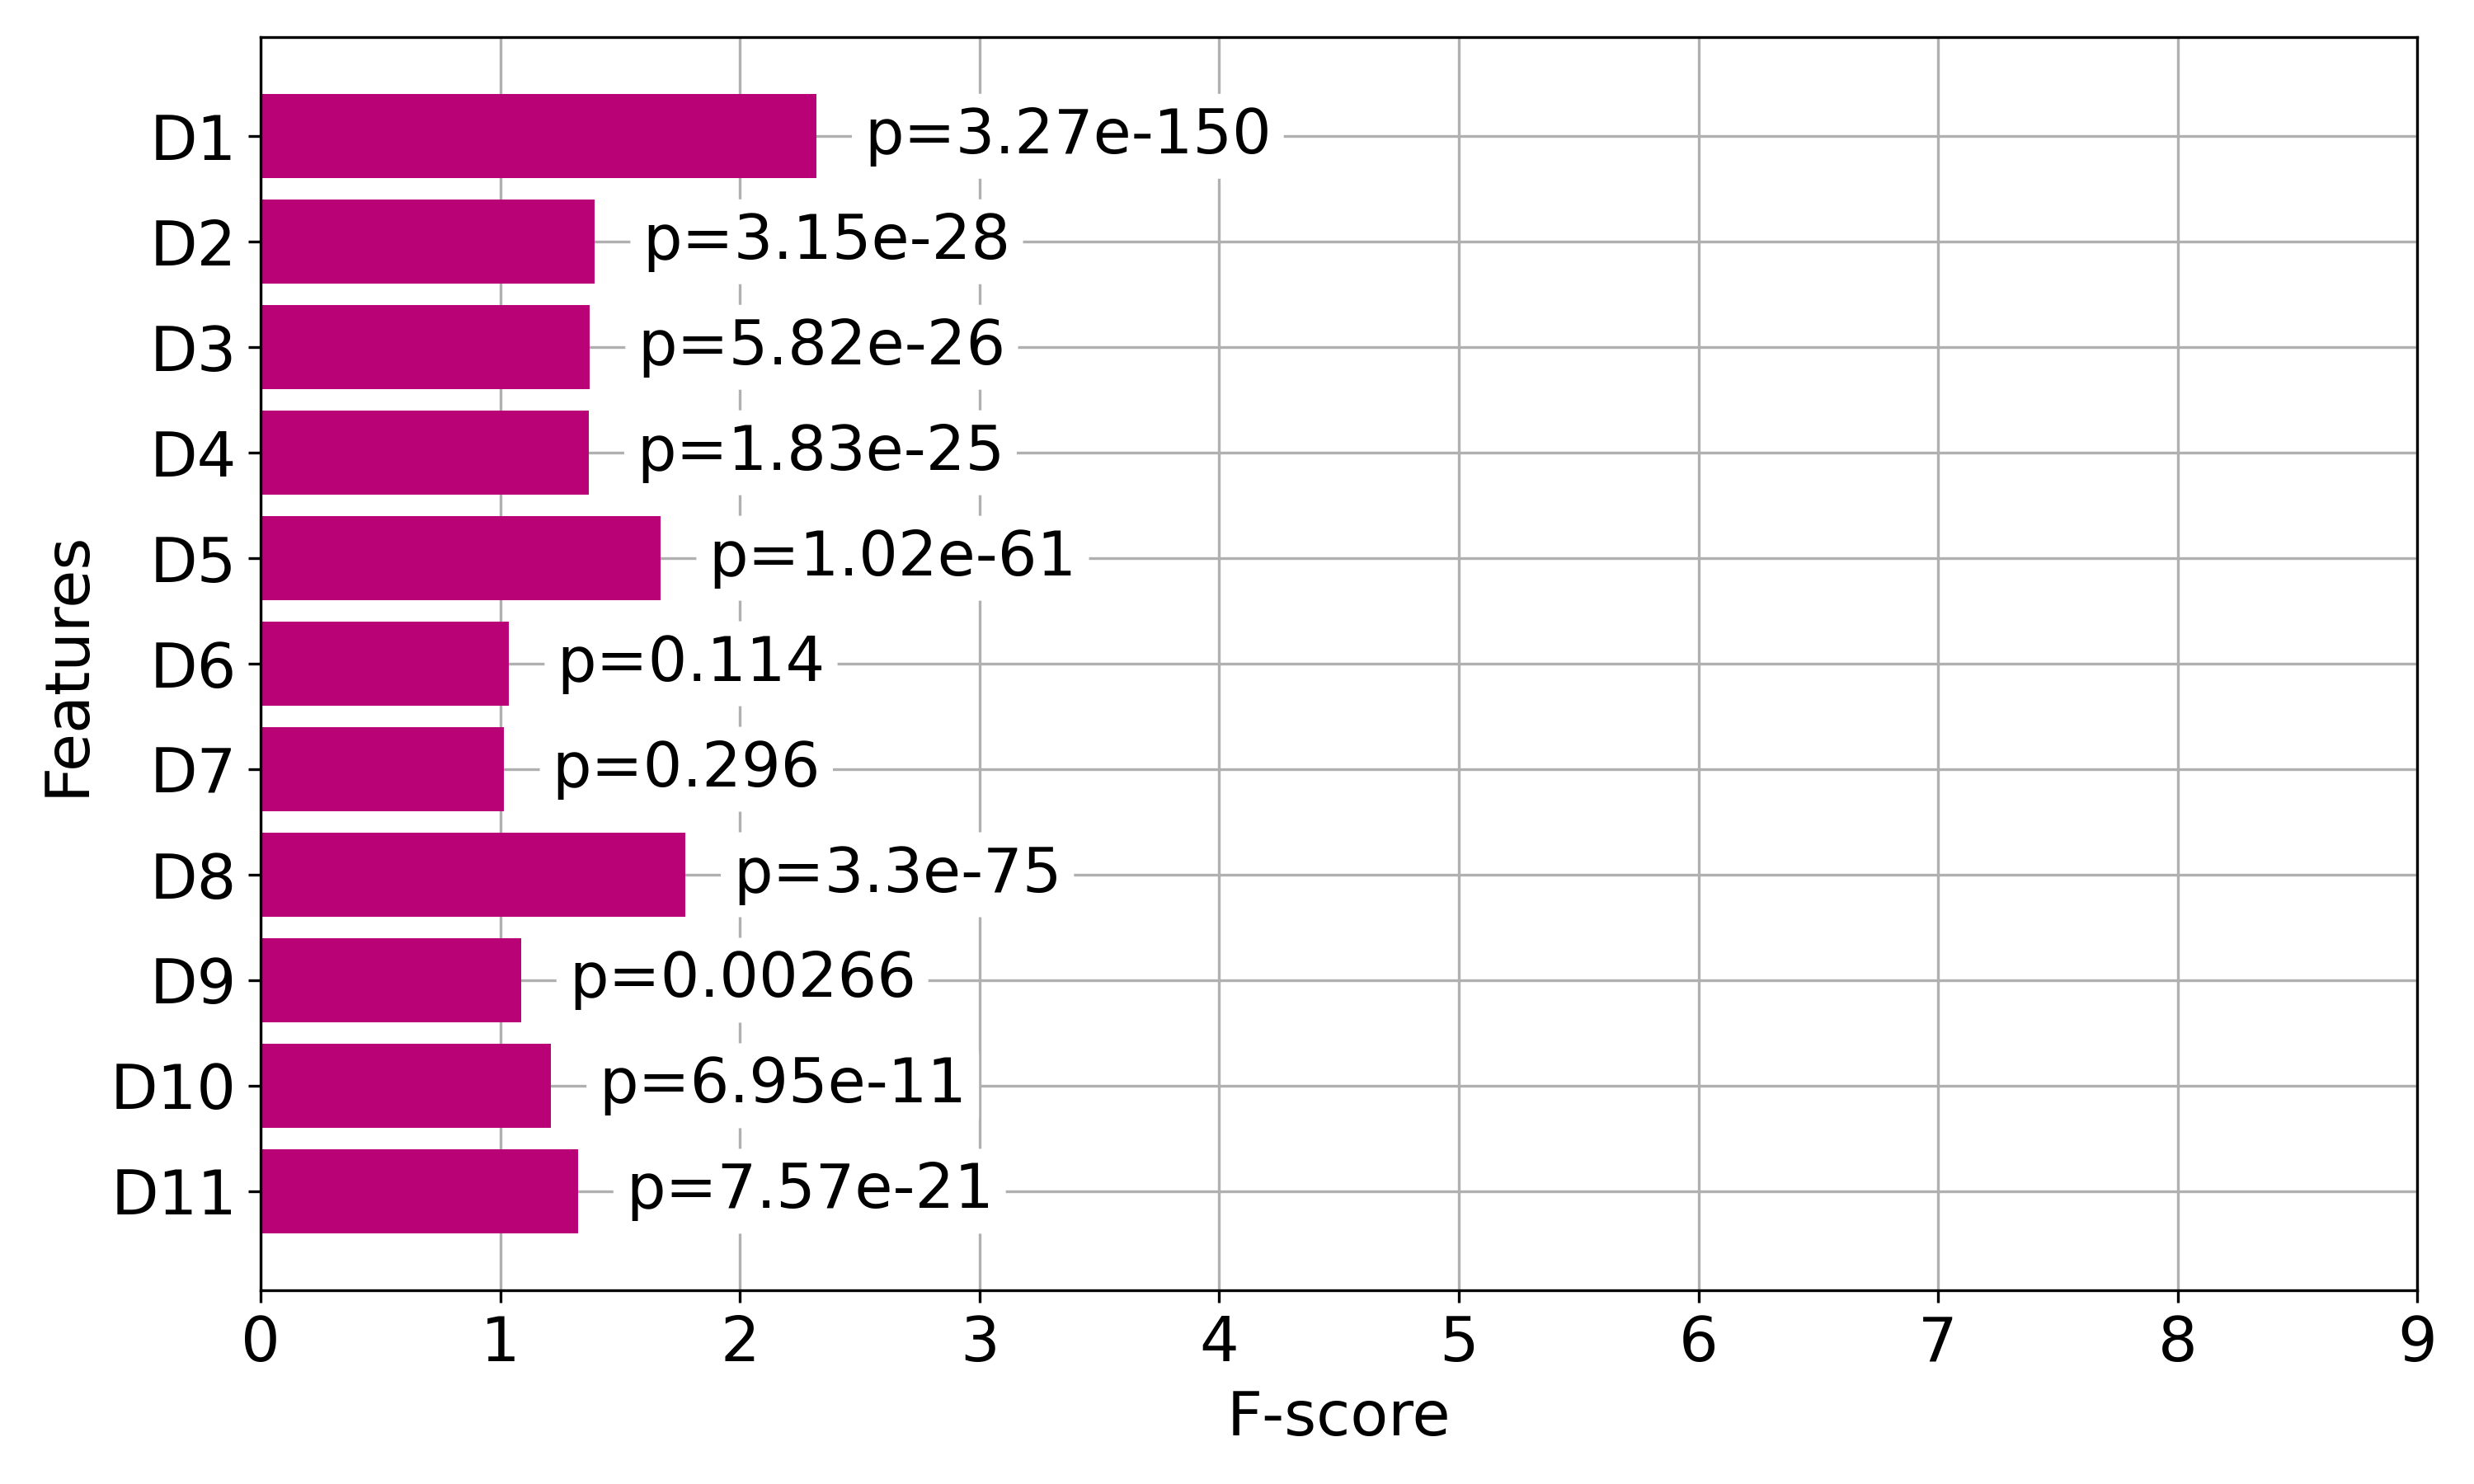 D1 p=3.27e-150
D2 p=3.15e-28
D3 p=5.82e-26
D4 p=1.83e-25
D5 p=1.02e-61
D6 p=0.114
D7 p=0.296
D8 p=3.3e-75
D9 p=0.00266
D10 p=6.95e-11
D11 p=7.57e-21
Features
0 1 2 3 4 5 6 7 8 9
F-score